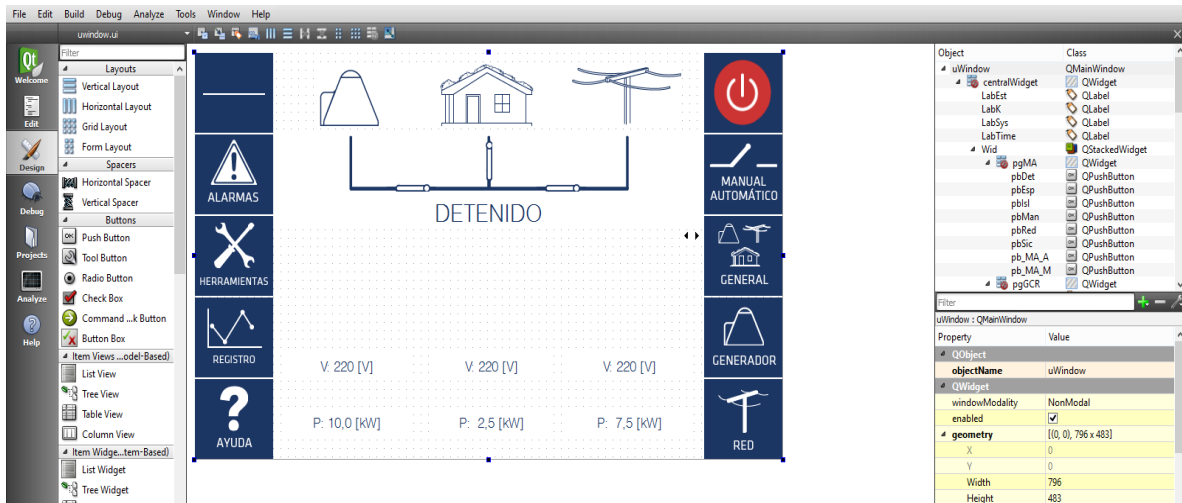 File Edit Build Debug Analyze Tools Window Help
uwindow.ui
Qt
Welcome
Edit
Design
Debug
Projects
Analyze
Help
Filter
Layouts
Vertical Layout
Horizontal Layout
Grid Layout
Form Layout
Spacers
Horizontal Spacer
Vertical Spacer
Buttons
OK Push Button
Tool Button
Radio Button
Check Box
Command ...k Button
Button Box
Item Views ...odel-Based)
List View
Tree View
Table View
Column View
Item Widge...tem-Based)
List Widget
Tree Widget
ALARMAS
HERRAMIENTAS
REGISTRO
? AYUDA
DETENIDO
V: 220 [V] V: 220 [V] V: 220 [V]
P: 10,0 [kW] P: 2,5 [kW] P: 7,5 [kW]
MANUAL
AUTOMÁTICO
GENERAL
GENERADOR
RED
Object Class
uWindow QMainWindow
centralWidget QWidget
LabEst QLabel
LabK QLabel
LabSys QLabel
LabTime QLabel
Wid QStackedWidget
pgMA QWidget
pbDet QPushButton
pbEsp QPushButton
pbIsl QPushButton
pbMan QPushButton
pbRed QPushButton
pbSic QPushButton
pb_MA_A QPushButton
pb_MA_M QPushButton
pgGCR QWidget
Filter
uWindow : QMainWindow
Property Value
QObject
objectName uWindow
QWidget
windowModality NonModal
enabled
geometry [(0, 0), 796 x 483]
X 0
Y 0
Width 796
Height 483